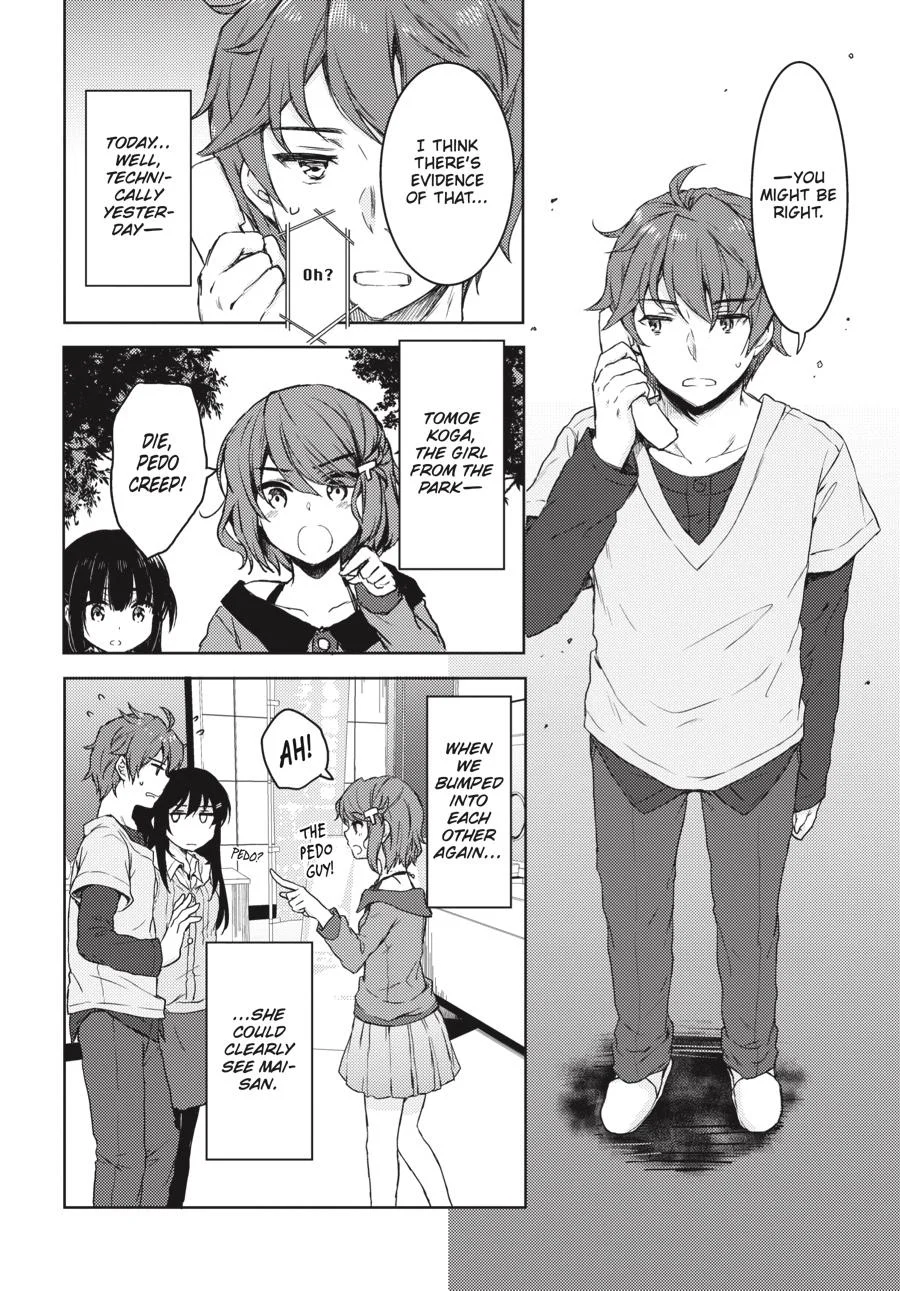 —YOU
MIGHT BE
RIGHT.
I THINK
THERE'S
EVIDENCE
OF THAT...
Oh?
TODAY...
WELL,
TECHNI-
CALLY
YESTER-
DAY—
TOMOE
KOGA,
THE GIRL
FROM THE
PARK—
DIE,
PEDO
CREEP!
WHEN
WE
BUMPED
INTO
EACH
OTHER
AGAIN...
AH!
THE
PEDO
GUY!
PEDO?
...SHE
COULD
CLEARLY
SEE MAI-
SAN.